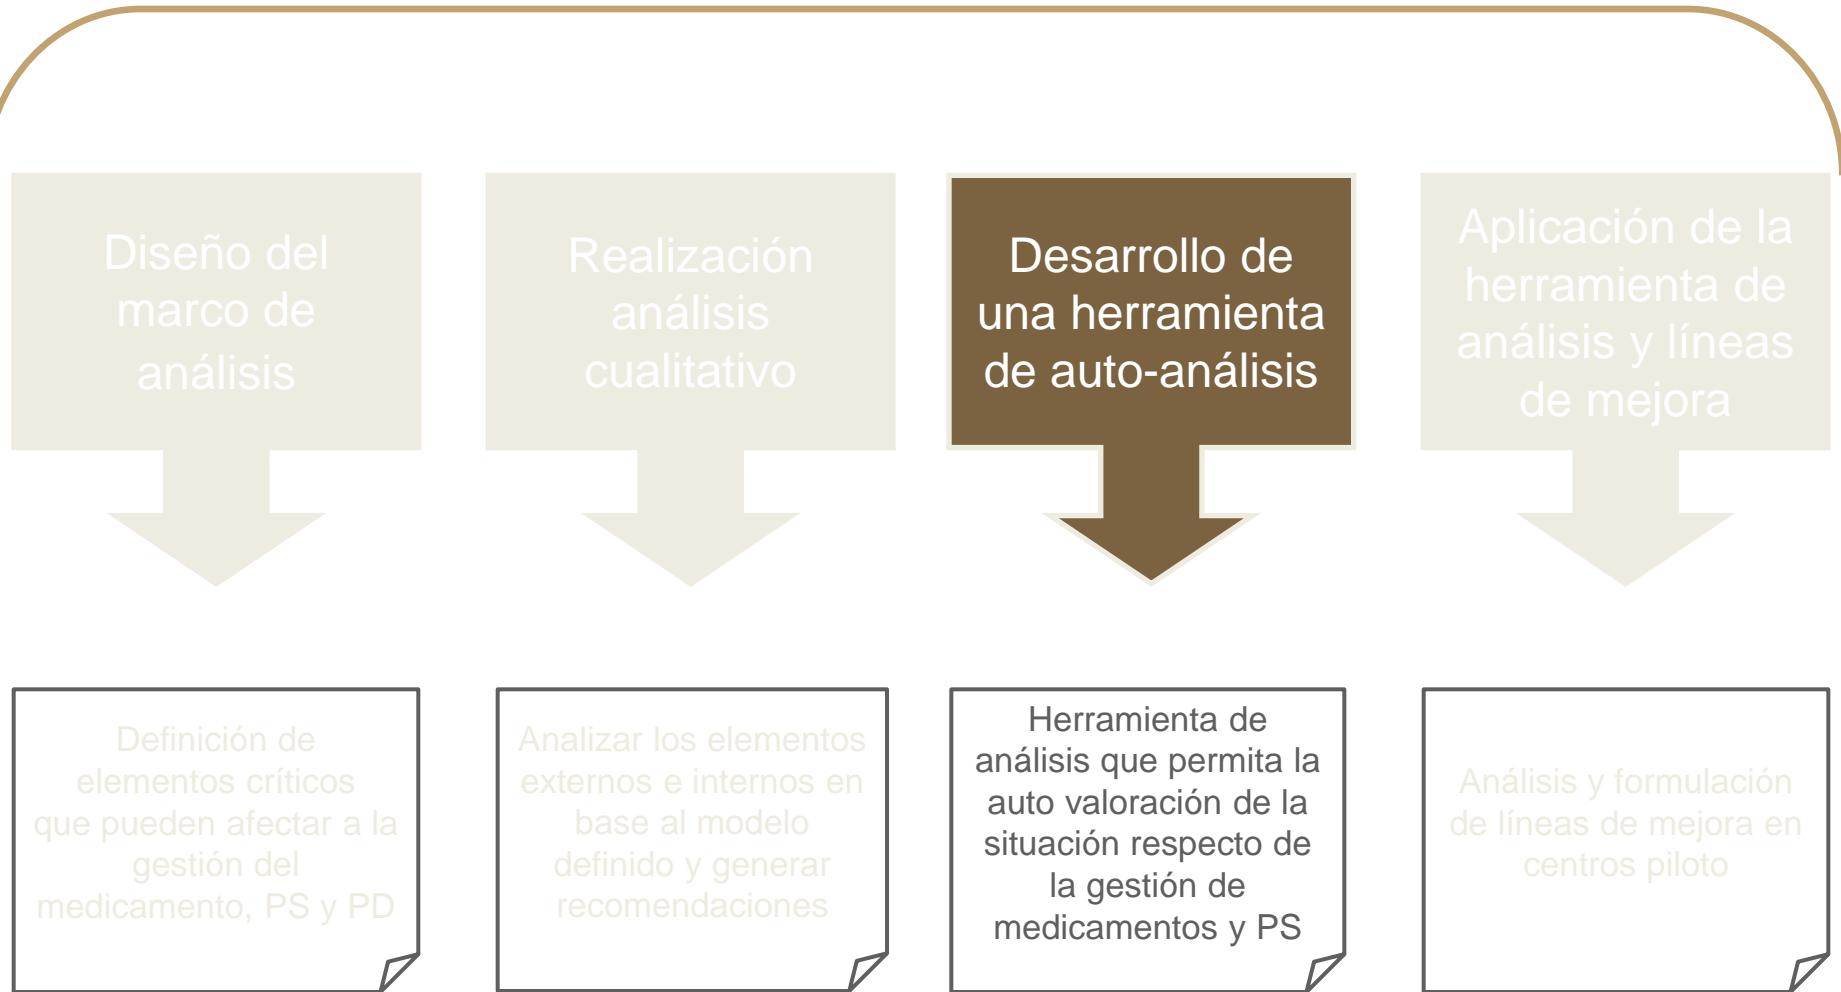 Diseño del
marco de
análisis
Realización
análisis
cualitativo
Desarrollo de
una herramienta
de auto-análisis
Aplicación de la
herramienta de
análisis y líneas
de mejora
Definición de
elementos críticos
que pueden afectar a la
gestión del
medicamento, PS y PD
Analizar los elementos
externos e internos en
base al modelo
definido y generar
recomendaciones
Herramienta de
análisis que permita la
auto valoración de la
situación respecto de
la gestión de
medicamentos y PS
Análisis y formulación
de líneas de mejora en
centros piloto